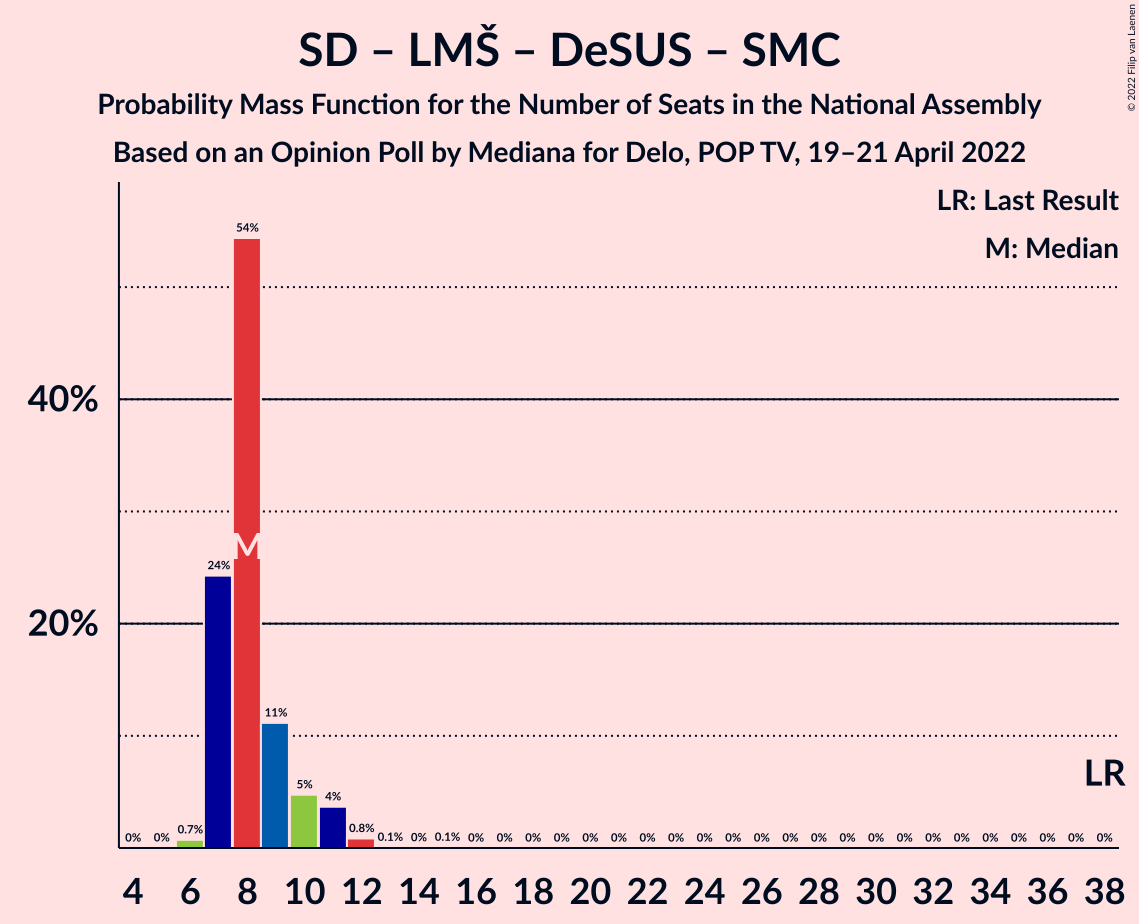 SD – LMŠ – DeSUS – SMC
Probability Mass Function for the Number of Seats in the National Assembly
Based on an Opinion Poll by Mediana for Delo, POP TV, 19–21 April 2022
© 2022 Filip van Laenen
LR: Last Result
M: Median
54%
40%
M
24%
20%
11%
LR
5%
4%
0% 0% 0.7% 0.8% 0.1% 0% 0.1% 0% 0% 0% 0% 0% 0% 0% 0% 0% 0% 0% 0% 0% 0% 0% 0% 0% 0% 0% 0% 0% 0% 0%
4 6 8 10 12 14 16 18 20 22 24 26 28 30 32 34 36 38